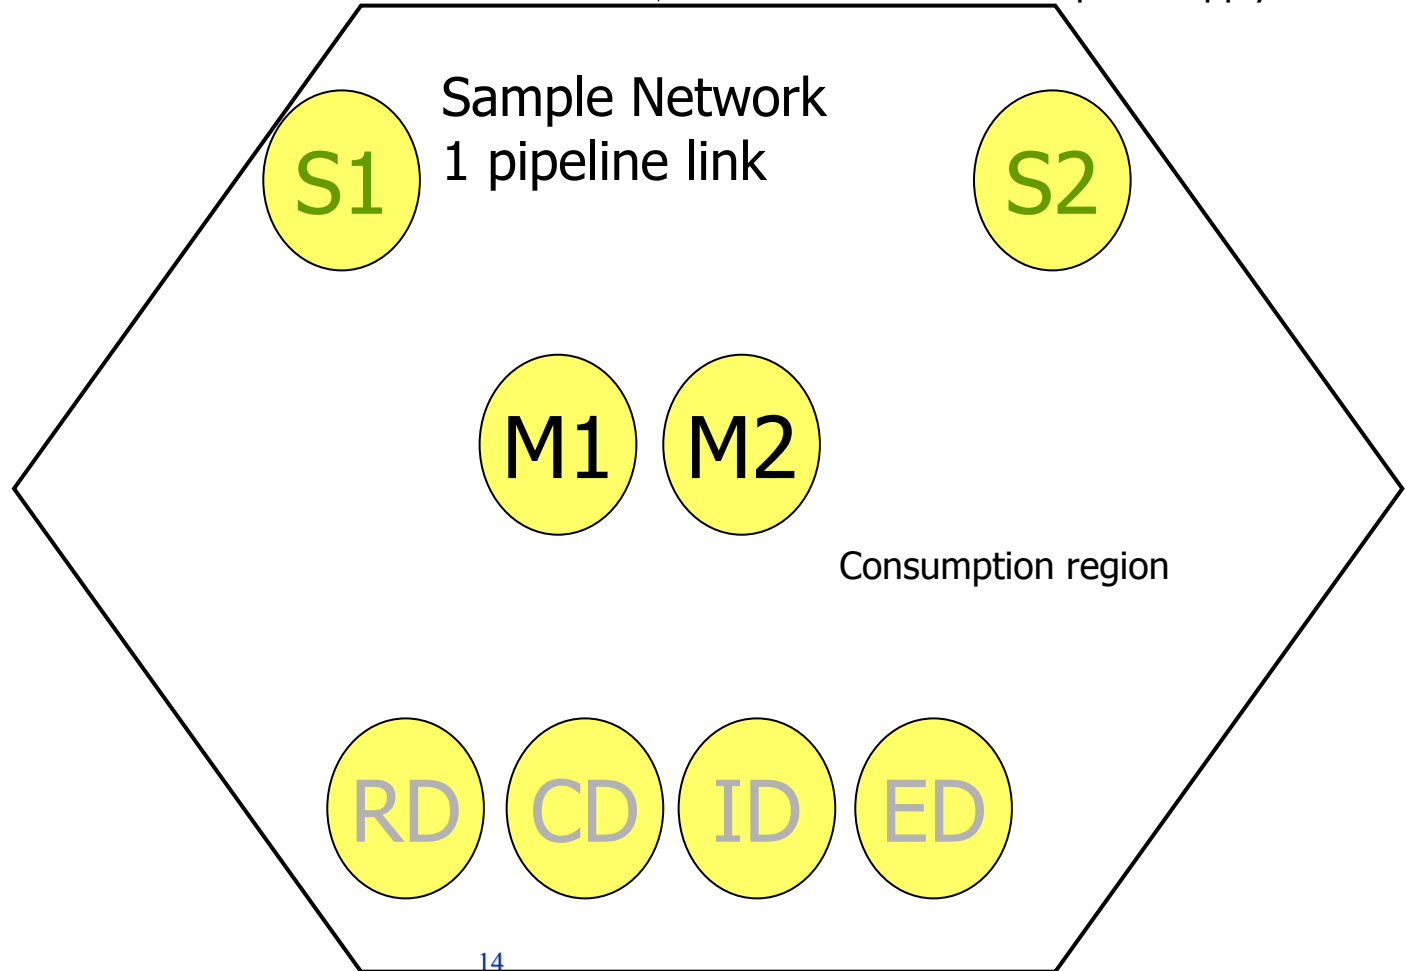 Sample Network
1 pipeline link
S1
S2
M1
M2
Consumption region
RD
CD
ID
ED
14